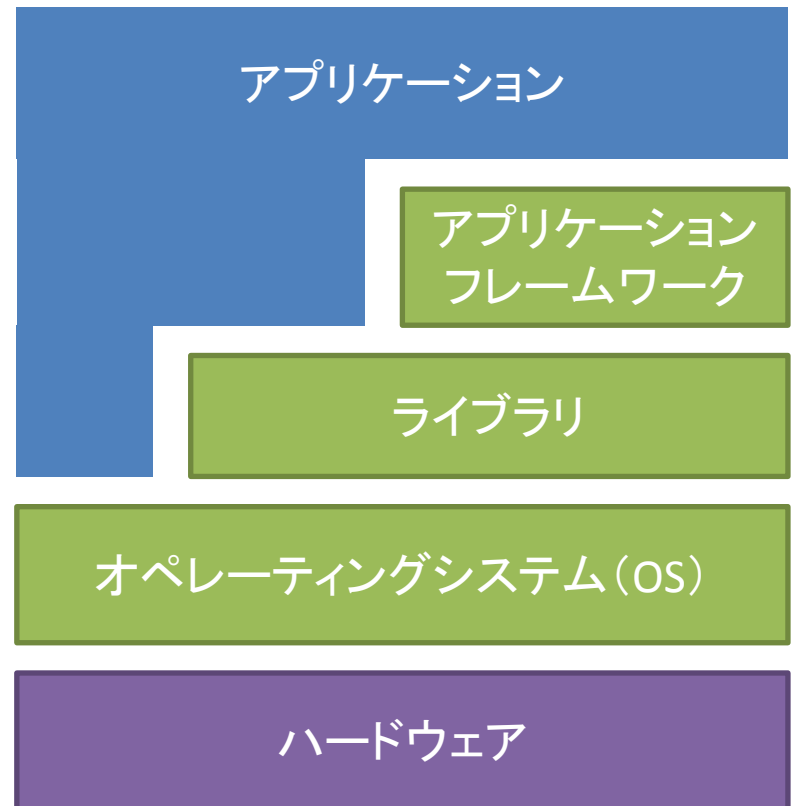 アプリケーション
アプリケーション
フレームワーク
ライブラリ
オペレーティングシステム（OS）
ハードウェア